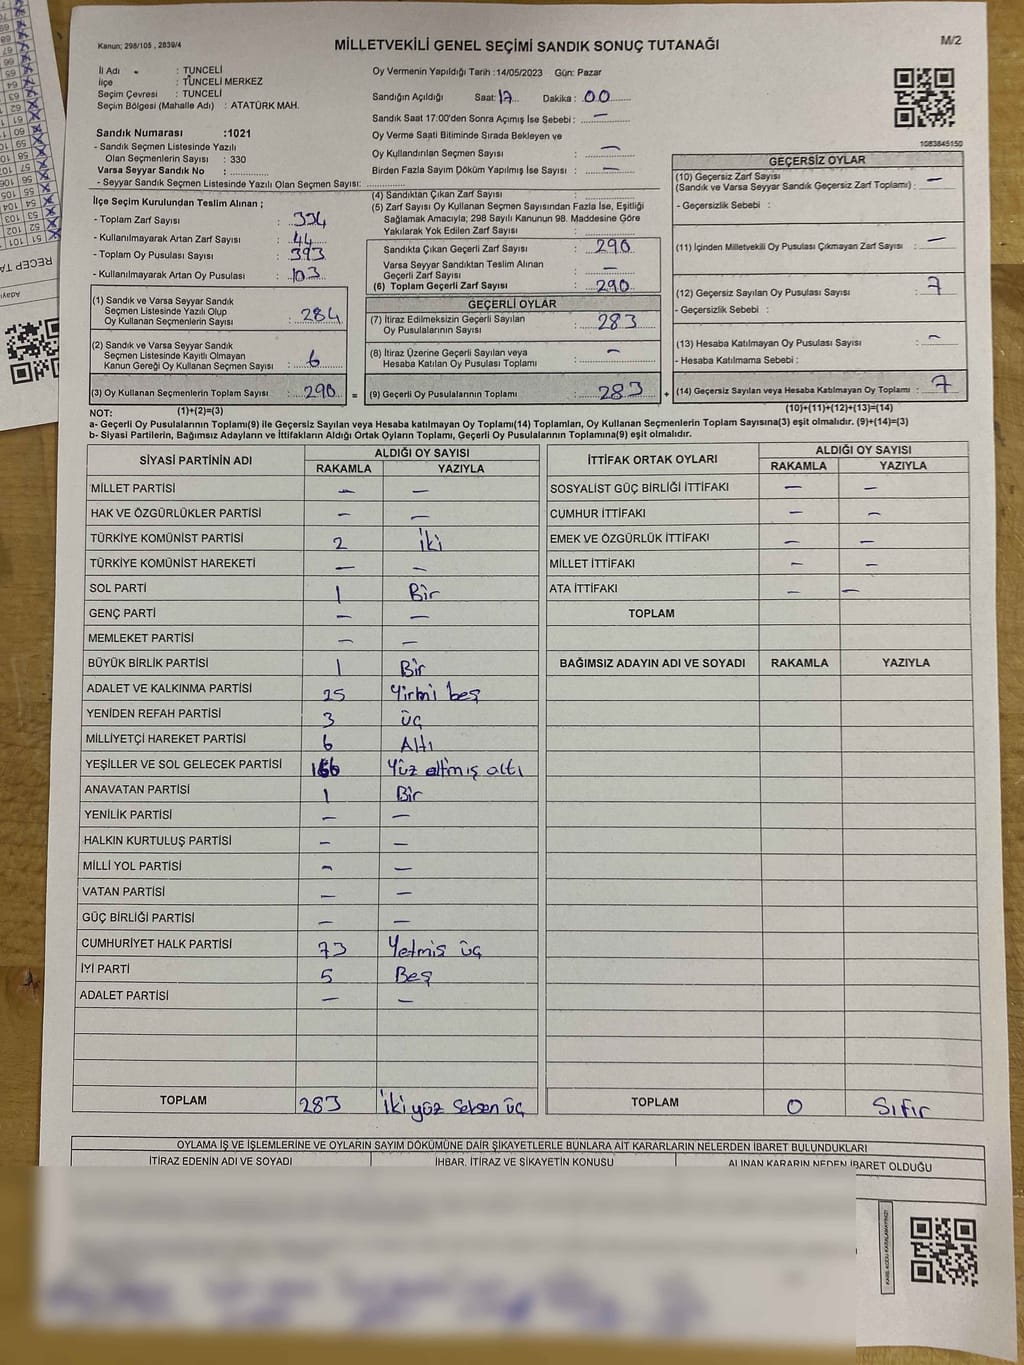 Kanun; 298/105 , 2839/4
MİLLETVEKİLİ GENEL SEÇİMİ SANDIK SONUÇ TUTANAĞI
M/2
İl Adı : TUNCELİ
İlçe : TUNCELİ MERKEZ
Seçim Çevresi : TUNCELİ
Seçim Bölgesi (Mahalle Adı) : ATATÜRK MAH.
Sandık Numarası :1021
- Sandık Seçmen Listesinde Yazılı
Olan Seçmenlerin Sayısı : 330
Varsa Seyyar Sandık No :
- Seyyar Sandık Seçmen Listesinde Yazılı Olan Seçmen Sayısı:
Oy Vermenin Yapıldığı Tarih :14/05/2023 Gün: Pazar
Sandığın Açıldığı Saat: 17 Dakika : 00
Sandık Saat 17:00'den Sonra Açımış İse Sebebi : —
Oy Verme Saati Bitiminde Sırada Bekleyen ve
Oy Kullandırılan Seçmen Sayısı : —
Birden Fazla Sayım Döküm Yapılmış İse Sayısı : —
1083845150
İlçe Seçim Kurulundan Teslim Alınan ;
- Toplam Zarf Sayısı : 334
- Kullanılmayarak Artan Zarf Sayısı : 44
- Toplam Oy Pusulası Sayısı : 393
- Kullanılmayarak Artan Oy Pusulası : 103
(1) Sandık ve Varsa Seyyar Sandık
Seçmen Listesinde Yazılı Olup
Oy Kullanan Seçmenlerin Sayısı : 284
(2) Sandık ve Varsa Seyyar Sandık
Seçmen Listesinde Kayıtlı Olmayan
Kanun Gereği Oy Kullanan Seçmen Sayısı : 6
(3) Oy Kullanan Seçmenlerin Toplam Sayısı : 290 =
(4) Sandıktan Çıkan Zarf Sayısı :
(5) Zarf Sayısı Oy Kullanan Seçmen Sayısından Fazla İse, Eşitliği
Sağlamak Amacıyla; 298 Sayılı Kanunun 98. Maddesine Göre
Yakılarak Yok Edilen Zarf Sayısı :
Sandıkta Çıkan Geçerli Zarf Sayısı : 290
Varsa Seyyar Sandıktan Teslim Alınan
Geçerli Zarf Sayısı : —
(6) Toplam Geçerli Zarf Sayısı : 290
GEÇERLİ OYLAR
(7) İtiraz Edilmeksizin Geçerli Sayılan
Oy Pusulalarının Sayısı : 283
(8) İtiraz Üzerine Geçerli Sayılan veya
Hesaba Katılan Oy Pusulası Toplamı : —
(9) Geçerli Oy Pusulalarının Toplamı : 283 +
GEÇERSİZ OYLAR
(10) Geçersiz Zarf Sayısı
(Sandık ve Varsa Seyyar Sandık Geçersiz Zarf Toplamı) : —
- Geçersizlik Sebebi :
(11) İçinden Milletvekili Oy Pusulası Çıkmayan Zarf Sayısı : —
(12) Geçersiz Sayılan Oy Pusulası Sayısı : 7
- Geçersizlik Sebebi :
(13) Hesaba Katılmayan Oy Pusulası Sayısı : —
- Hesaba Katılmama Sebebi :
(14) Geçersiz Sayılan veya Hesaba Katılmayan Oy Toplamı : 7
NOT: (1)+(2)=(3) (10)+(11)+(12)+(13)=(14)
a- Geçerli Oy Pusulalarının Toplamı(9) ile Geçersiz Sayılan veya Hesaba katılmayan Oy Toplamı(14) Toplamları, Oy Kullanan Seçmenlerin Toplam Sayısına(3) eşit olmalıdır. (9)+(14)=(3)
b- Siyasi Partilerin, Bağımsız Adayların ve İttifakların Aldığı Ortak Oyların Toplamı, Geçerli Oy Pusulalarının Toplamına(9) eşit olmalıdır.
SİYASİ PARTİNİN ADI ALDIĞI OY SAYISI
RAKAMLA YAZIYLA
MİLLET PARTİSİ — —
HAK VE ÖZGÜRLÜKLER PARTİSİ — —
TÜRKİYE KOMÜNİST PARTİSİ 2 İki
TÜRKİYE KOMÜNİST HAREKETİ — —
SOL PARTİ 1 Bir
GENÇ PARTİ — —
MEMLEKET PARTİSİ — —
BÜYÜK BİRLİK PARTİSİ 1 Bir
ADALET VE KALKINMA PARTİSİ 25 Yirmi beş
YENİDEN REFAH PARTİSİ 3 üç
MİLLİYETÇİ HAREKET PARTİSİ 6 Altı
YEŞİLLER VE SOL GELECEK PARTİSİ 166 Yüz altmış altı
ANAVATAN PARTİSİ 1 Bir
YENİLİK PARTİSİ — —
HALKIN KURTULUŞ PARTİSİ — —
MİLLİ YOL PARTİSİ — —
VATAN PARTİSİ — —
GÜÇ BİRLİĞİ PARTİSİ — —
CUMHURİYET HALK PARTİSİ 73 Yetmiş üç
İYİ PARTİ 5 Beş
ADALET PARTİSİ — —
TOPLAM 283 İki yüz Seksen üç
İTTİFAK ORTAK OYLARI ALDIĞI OY SAYISI
RAKAMLA YAZIYLA
SOSYALİST GÜÇ BİRLİĞİ İTTİFAKI — —
CUMHUR İTTİFAKI — —
EMEK VE ÖZGÜRLÜK İTTİFAKI — —
MİLLET İTTİFAKI — —
ATA İTTİFAKI — —
TOPLAM
BAĞIMSIZ ADAYIN ADI VE SOYADI RAKAMLA YAZIYLA
TOPLAM 0 Sıfır
OYLAMA İŞ VE İŞLEMLERİNE VE OYLARIN SAYIM DÖKÜMÜNE DAİR ŞİKAYETLERLE BUNLARA AİT KARARLARIN NELERDEN İBARET BULUNDUKLARI
İTİRAZ EDENİN ADI VE SOYADI İHBAR, İTİRAZ VE ŞİKAYETİN KONUSU ALINAN KARARIN NEDEN İBARET OLDUĞU